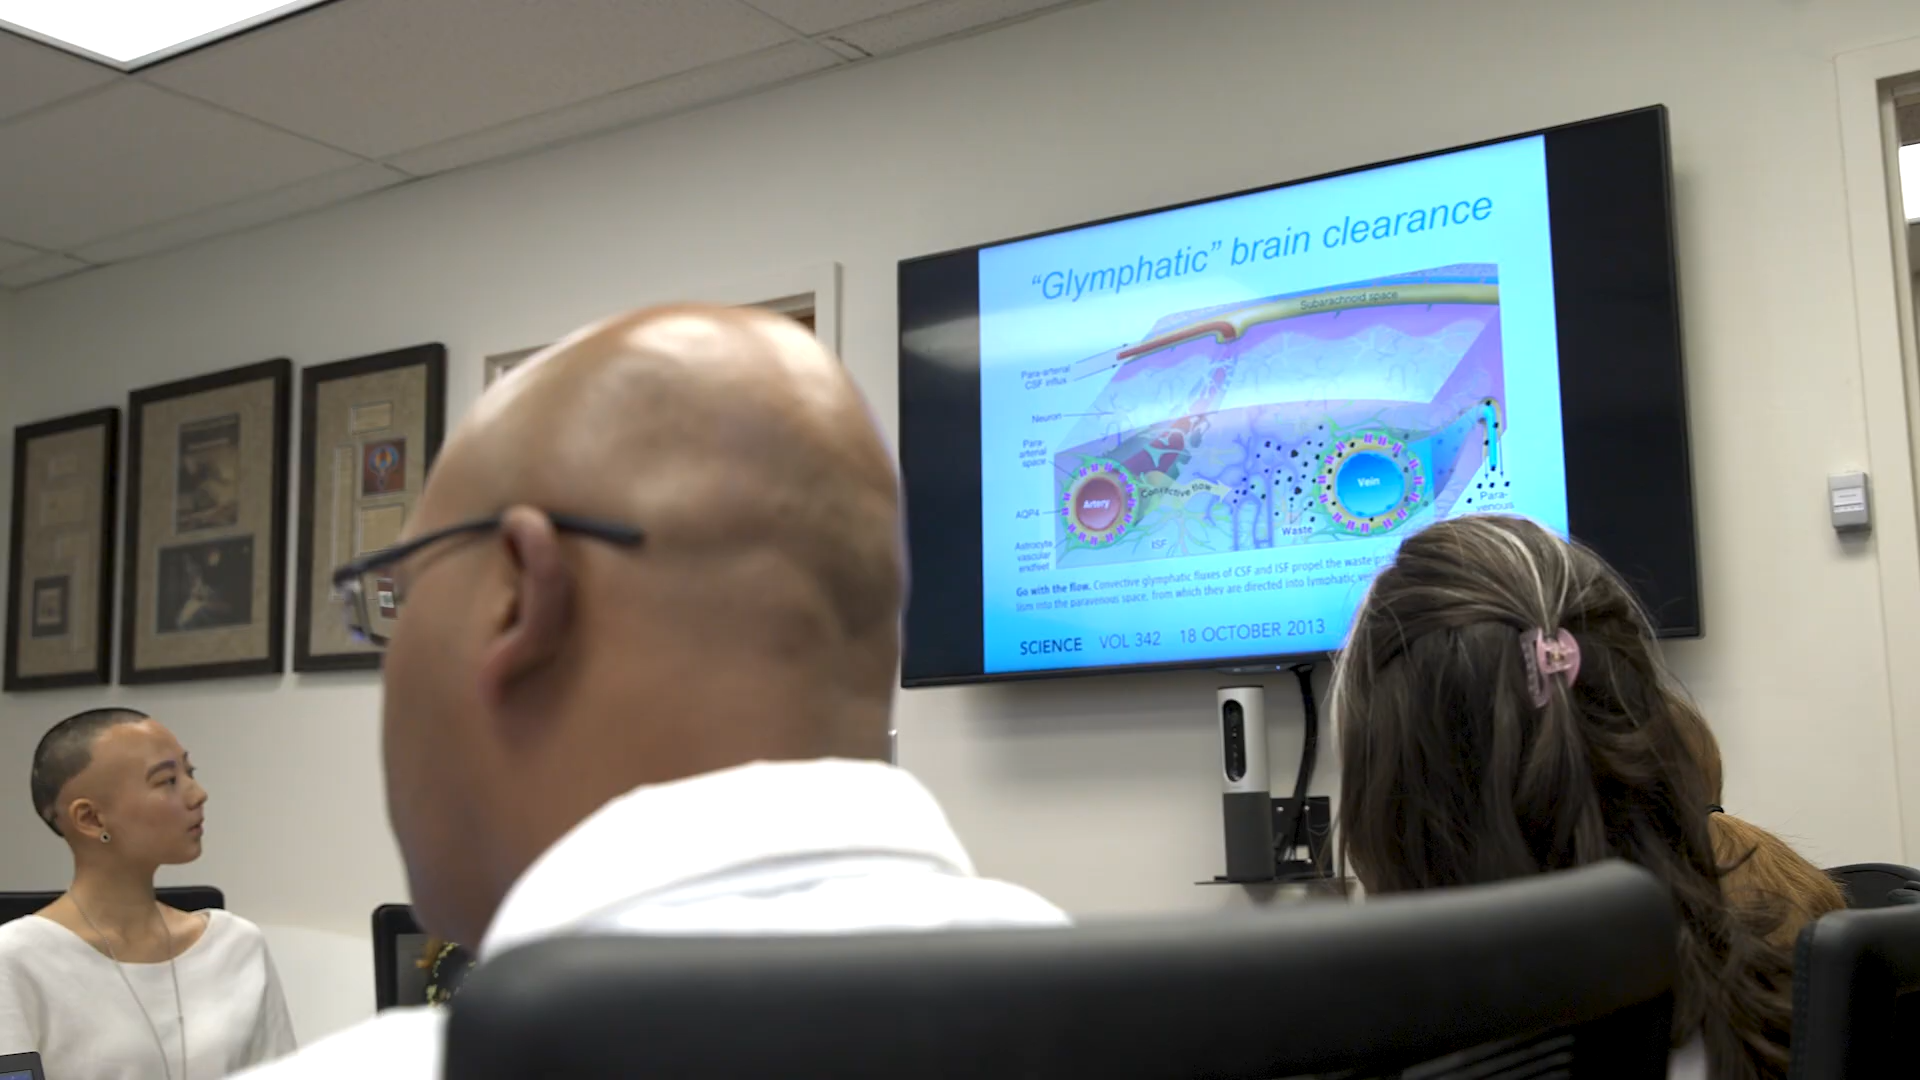 “Glymphatic” brain clearance
Subarachnoid space
Para-arterial
CSF influx
Neuron
Para-
arterial
space
AQP4
Artery
Convective flow
Vein
Waste
ISF
Para-
venous
Astrocyte
vascular
endfeet
Go with the flow. Convective glymphatic fluxes of CSF and ISF propel the waste
lism into the paravenous space, from which they are directed into lymphatic
SCIENCE VOL 342 18 OCTOBER 2013